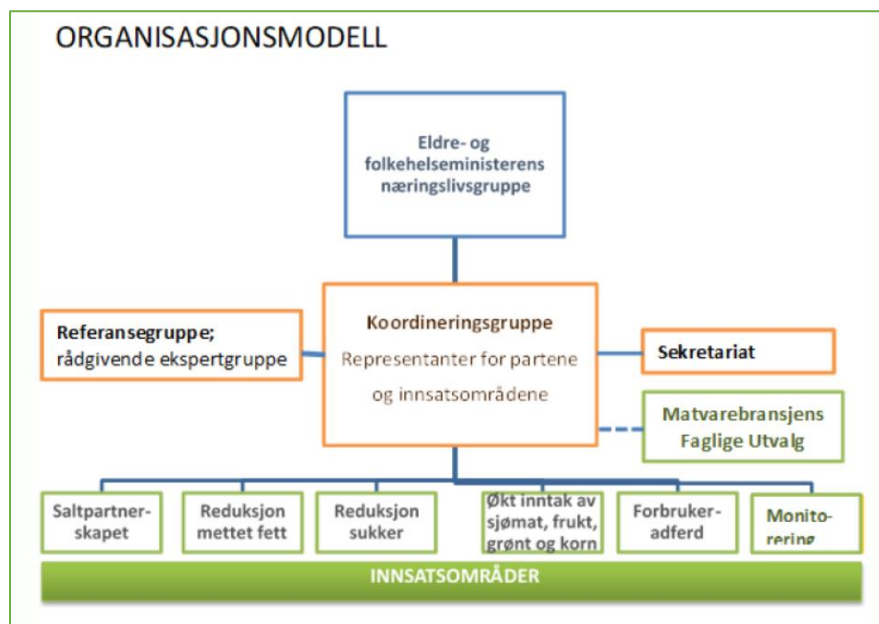 ORGANISASJONSMODELL
Eldre- og
folkehelseministerens
næringslivsgruppe
Referansegruppe;
rådgivende ekspertgruppe
Koordineringsgruppe
Representanter for partene
og innsatsområdene
Sekretariat
Matvarebransjens
Faglige Utvalg
Saltpartner-
skapet
Reduksjon
mettet fett
Reduksjon
sukker
Økt inntak av
sjømat, frukt,
grønt og korn
Forbruker-
adferd
Monito-
rering
INNSATSOMRÅDER